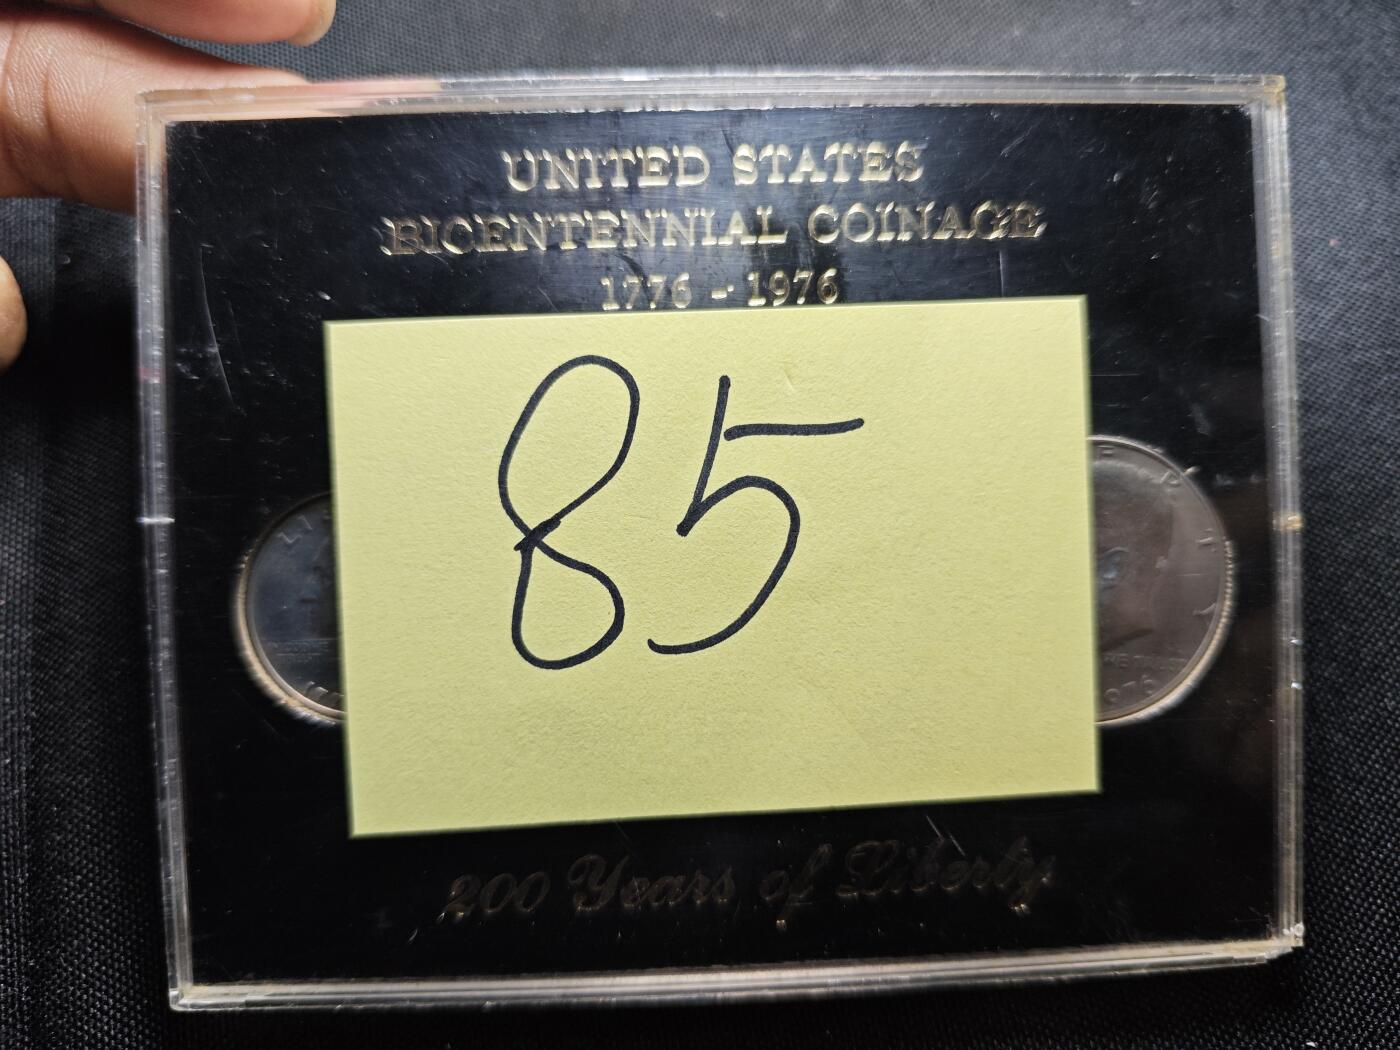 UNITED STATES
BICENTENNIAL COINAGE
1776 - 1976
85
200 Years of Liberty